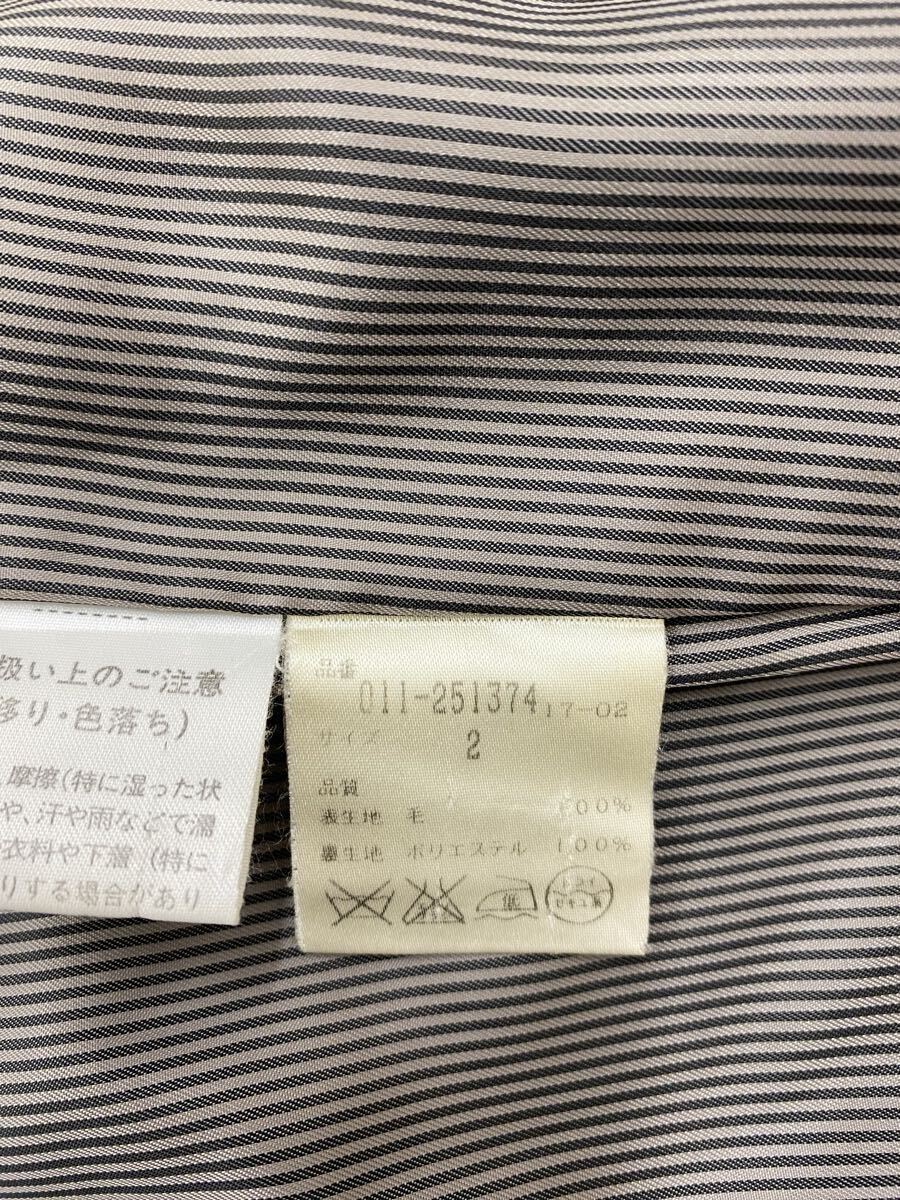 扱い上のご注意
移り・色落ち)
摩擦(特に湿った状
や、汗や雨などで濡
衣料や下着(特に
りする場合があり
品番
011-251374 17-02
サイズ 2
品質
表生地 毛 100%
裏生地 ポリエステル 100%
低